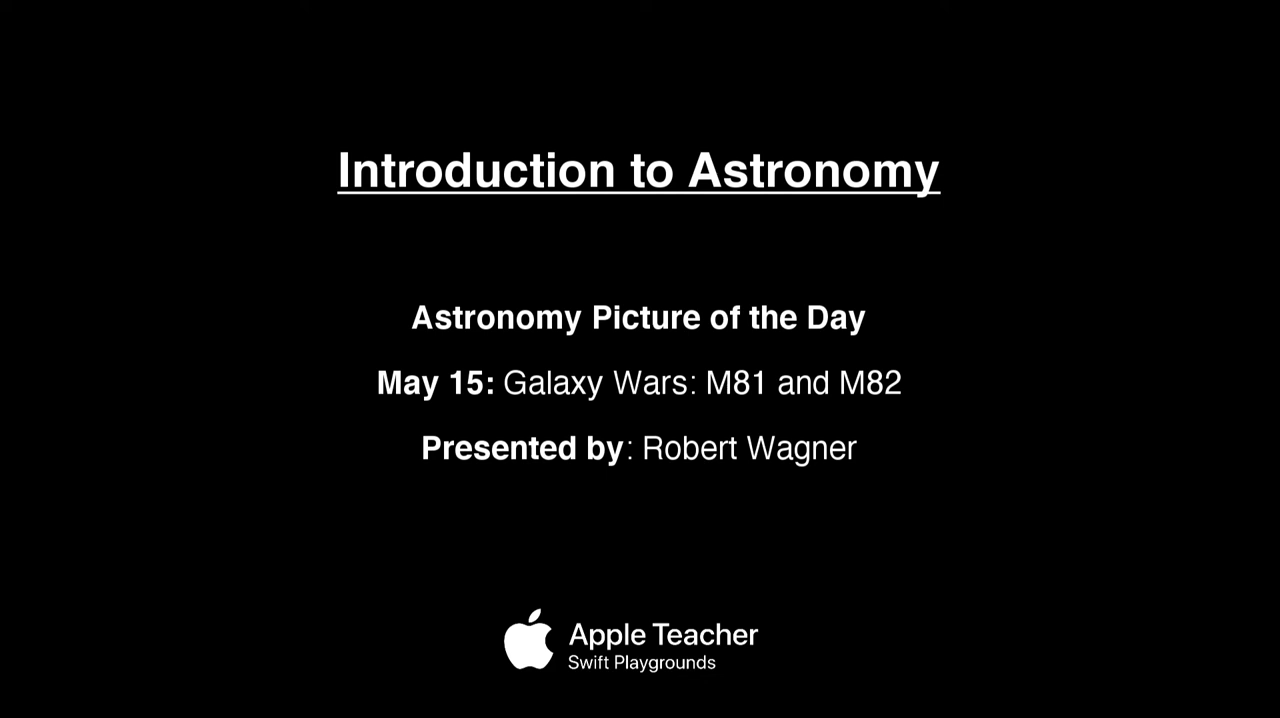 Introduction to Astronomy
Astronomy Picture of the Day
May 15: Galaxy Wars: M81 and M82
Presented by: Robert Wagner
Apple Teacher
Swift Playgrounds